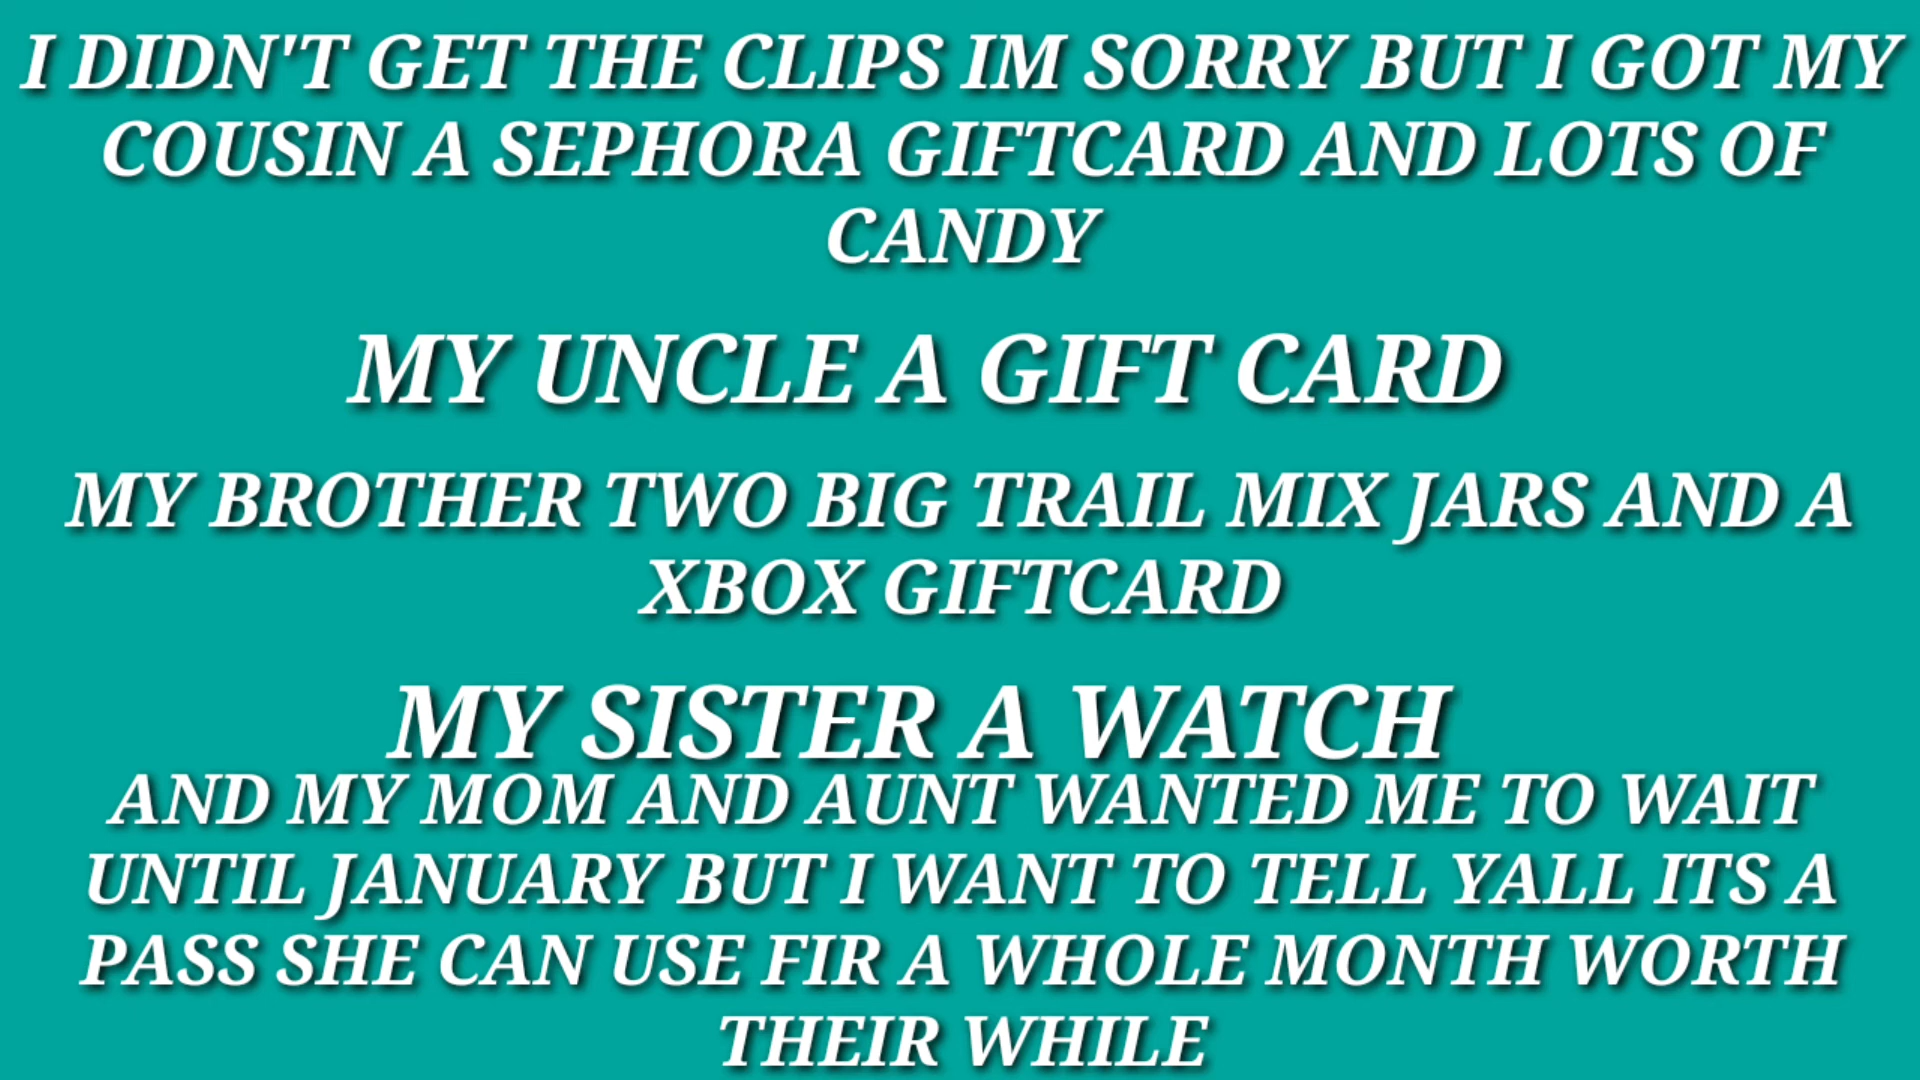 I DIDN'T GET THE CLIPS IM SORRY BUT I GOT MY
COUSIN A SEPHORA GIFTCARD AND LOTS OF
CANDY
MY UNCLE A GIFT CARD
MY BROTHER TWO BIG TRAIL MIX JARS AND A
XBOX GIFTCARD
MY SISTER A WATCH
AND MY MOM AND AUNT WANTED ME TO WAIT
UNTIL JANUARY BUT I WANT TO TELL YALL ITS A
PASS SHE CAN USE FIR A WHOLE MONTH WORTH
THEIR WHILE